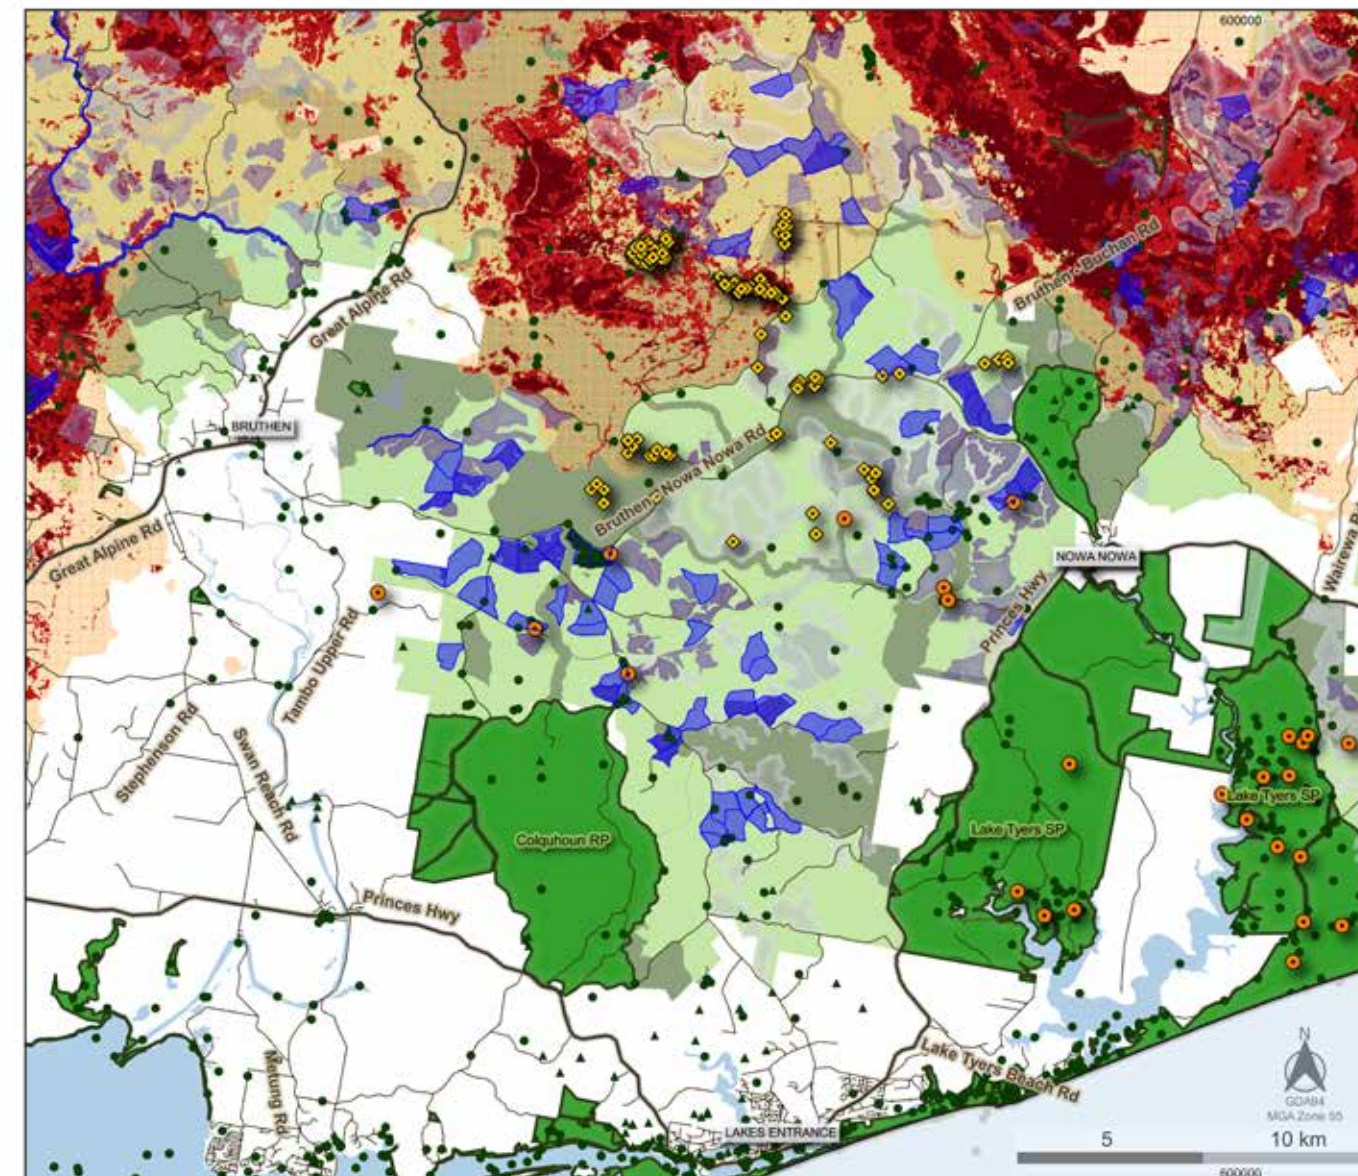 600000
Bruthen - Buchan Rd
Great Alpine Rd
BRUTHEN
Bruthen - Nowa Nowa Rd
Great Alpine Rd
NOWA NOWA
Princes Hwy
Tambo Upper Rd
Stephenson Rd
Swan Reach Rd
Lake Tyers SP
Lake Tyers SP
Colquhoun RP
Princes Hwy
N
GDA94
MGA Zone 55
Lake Tyers Beach Rd
Metung Rd
LAKES ENTRANCE
5
10 km
600000